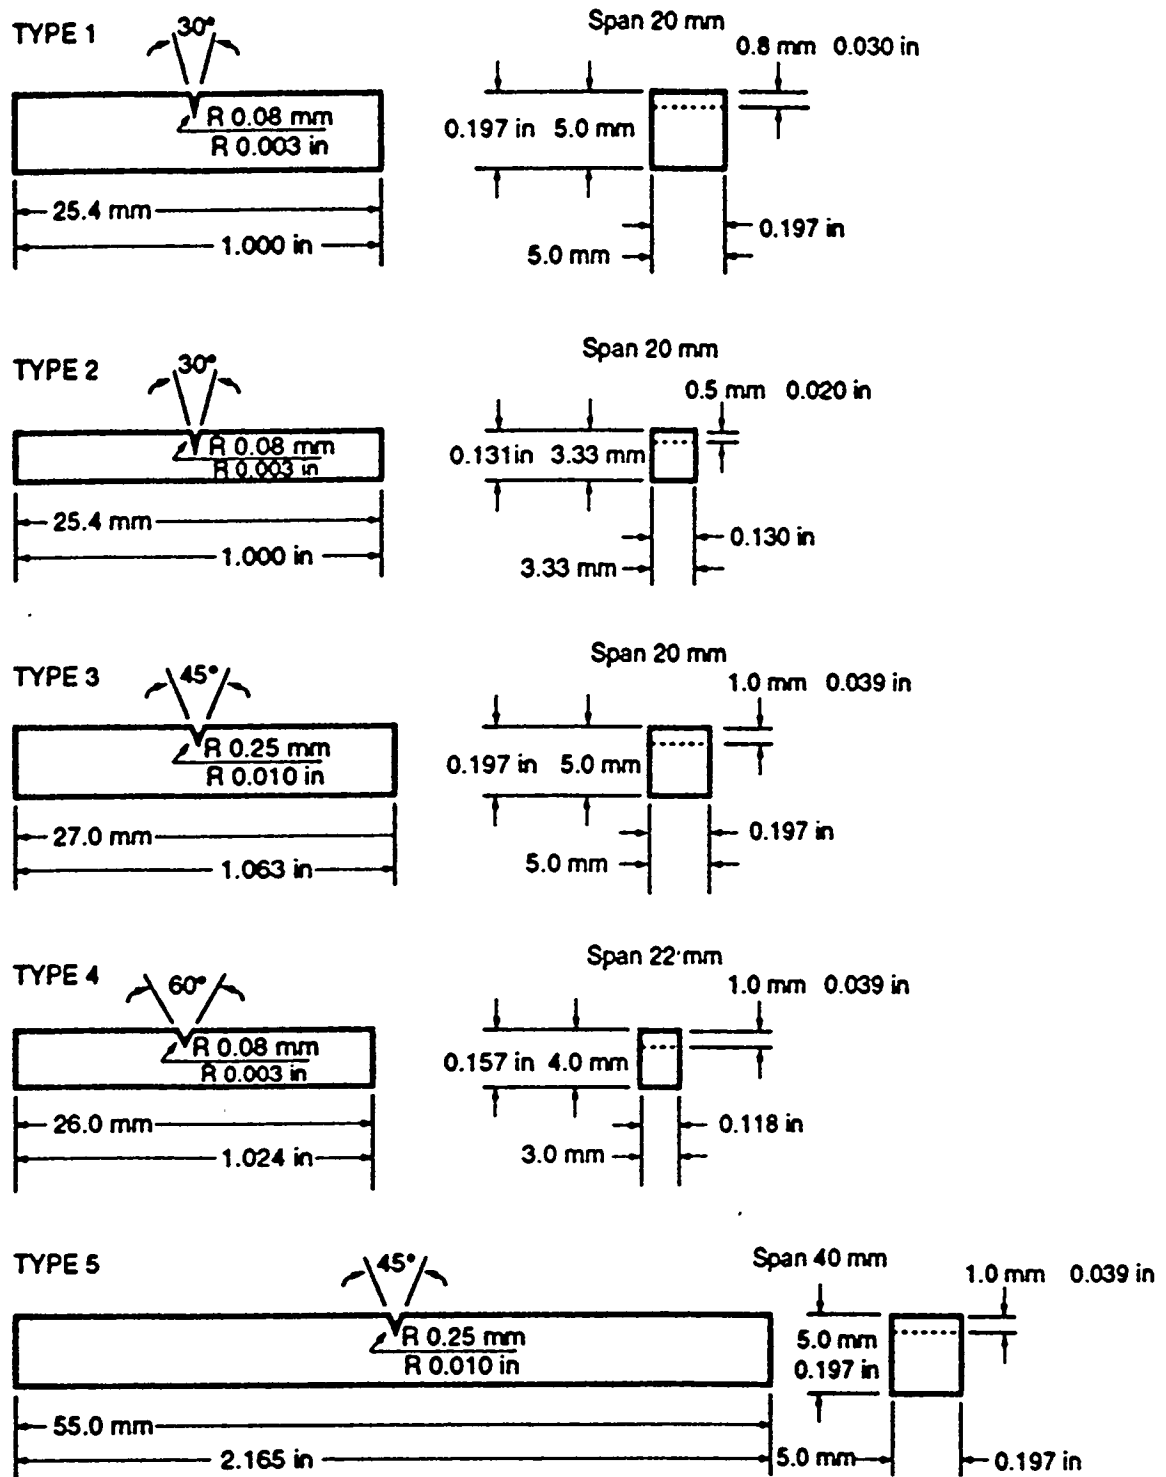 TYPE 1
30°
Span 20 mm
0.8 mm 0.030 in
R 0.08 mm
R 0.003 in
0.197 in 5.0 mm
25.4 mm
1.000 in
0.197 in
5.0 mm
TYPE 2
30°
Span 20 mm
0.5 mm 0.020 in
R 0.08 mm
R 0.003 in
0.131in 3.33 mm
25.4 mm
1.000 in
0.130 in
3.33 mm
TYPE 3
45°
Span 20 mm
1.0 mm 0.039 in
R 0.25 mm
R 0.010 in
0.197 in 5.0 mm
27.0 mm
1.063 in
0.197 in
5.0 mm
TYPE 4
60°
Span 22 mm
1.0 mm 0.039 in
R 0.08 mm
R 0.003 in
0.157 in 4.0 mm
26.0 mm
1.024 in
0.118 in
3.0 mm
TYPE 5
45°
Span 40 mm
1.0 mm 0.039 in
R 0.25 mm
R 0.010 in
5.0 mm
0.197 in
55.0 mm
2.165 in
5.0 mm
0.197 in